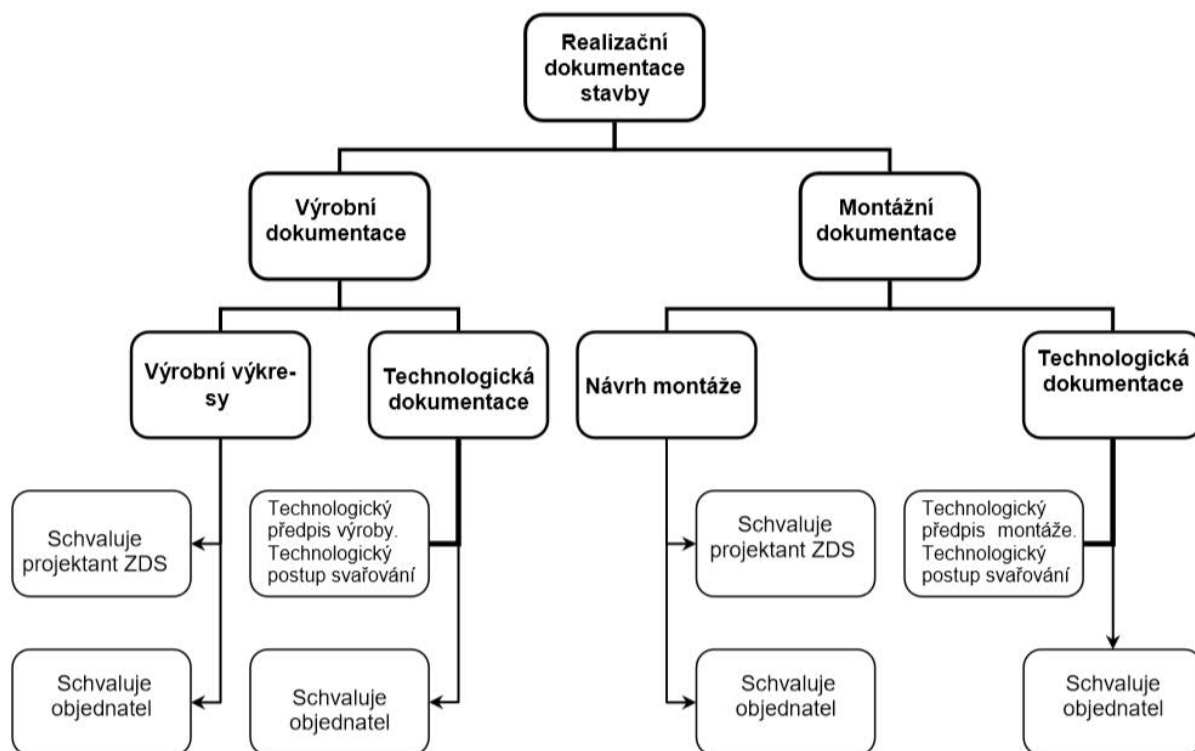 Realizační
dokumentace
stavby
Výrobní
dokumentace
Montážní
dokumentace
Výrobní výkre-
sy
Technologická
dokumentace
Návrh montáže
Technologická
dokumentace
Schvaluje
projektant ZDS
Technologický
předpis výroby.
Technologický
postup svařování
Schvaluje
projektant ZDS
Technologický
předpis montáže.
Technologický
postup svařování
Schvaluje
objednatel
Schvaluje
objednatel
Schvaluje
objednatel
Schvaluje
objednatel